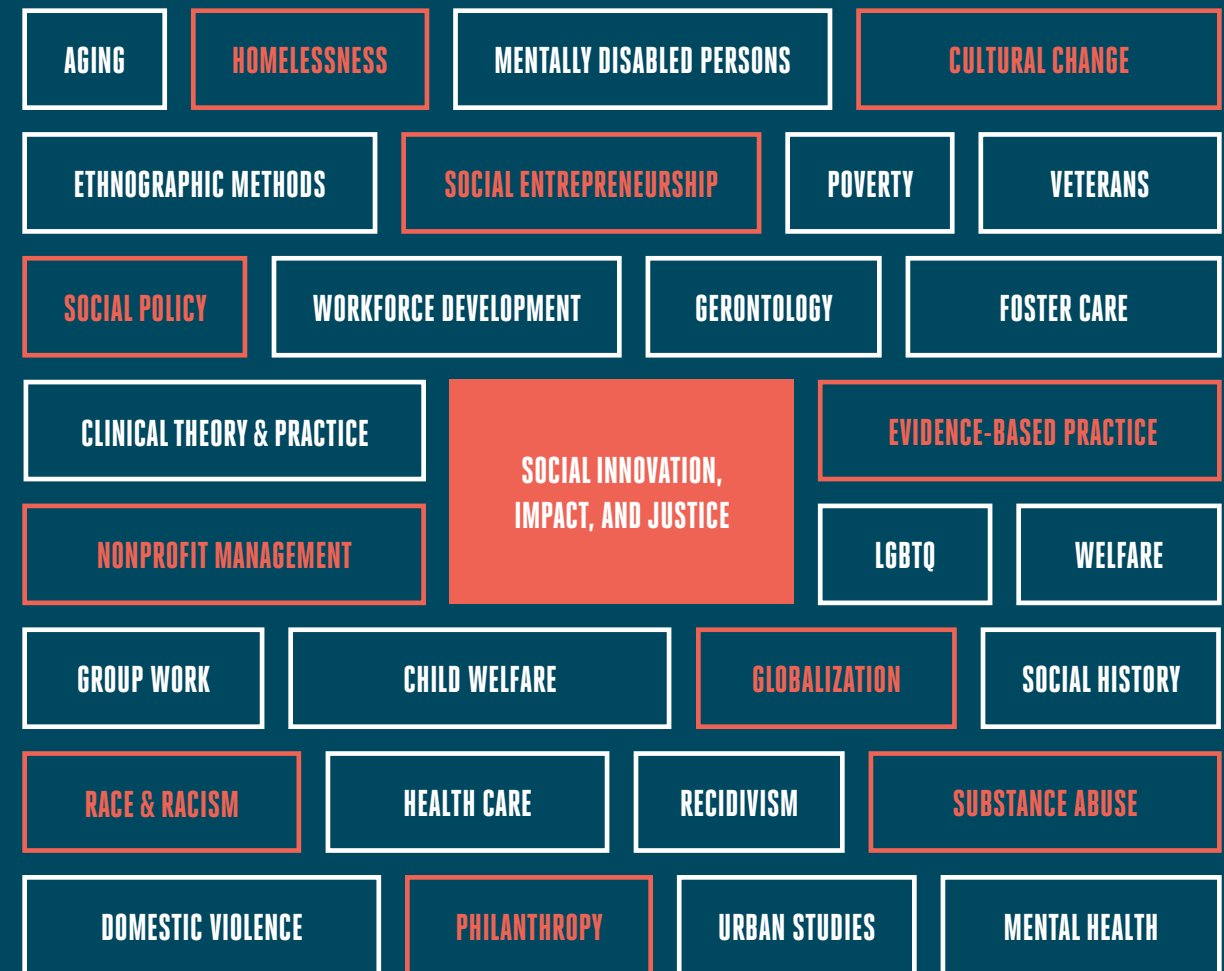 AGING
HOMELESSNESS
MENTALLY DISABLED PERSONS
CULTURAL CHANGE
ETHNOGRAPHIC METHODS
SOCIAL ENTREPRENEURSHIP
POVERTY
VETERANS
SOCIAL POLICY
WORKFORCE DEVELOPMENT
GERONTOLOGY
FOSTER CARE
CLINICAL THEORY & PRACTICE
SOCIAL INNOVATION,
IMPACT, AND JUSTICE
EVIDENCE-BASED PRACTICE
NONPROFIT MANAGEMENT
LGBTQ
WELFARE
GROUP WORK
CHILD WELFARE
GLOBALIZATION
SOCIAL HISTORY
RACE & RACISM
HEALTH CARE
RECIDIVISM
SUBSTANCE ABUSE
DOMESTIC VIOLENCE
PHILANTHROPY
URBAN STUDIES
MENTAL HEALTH